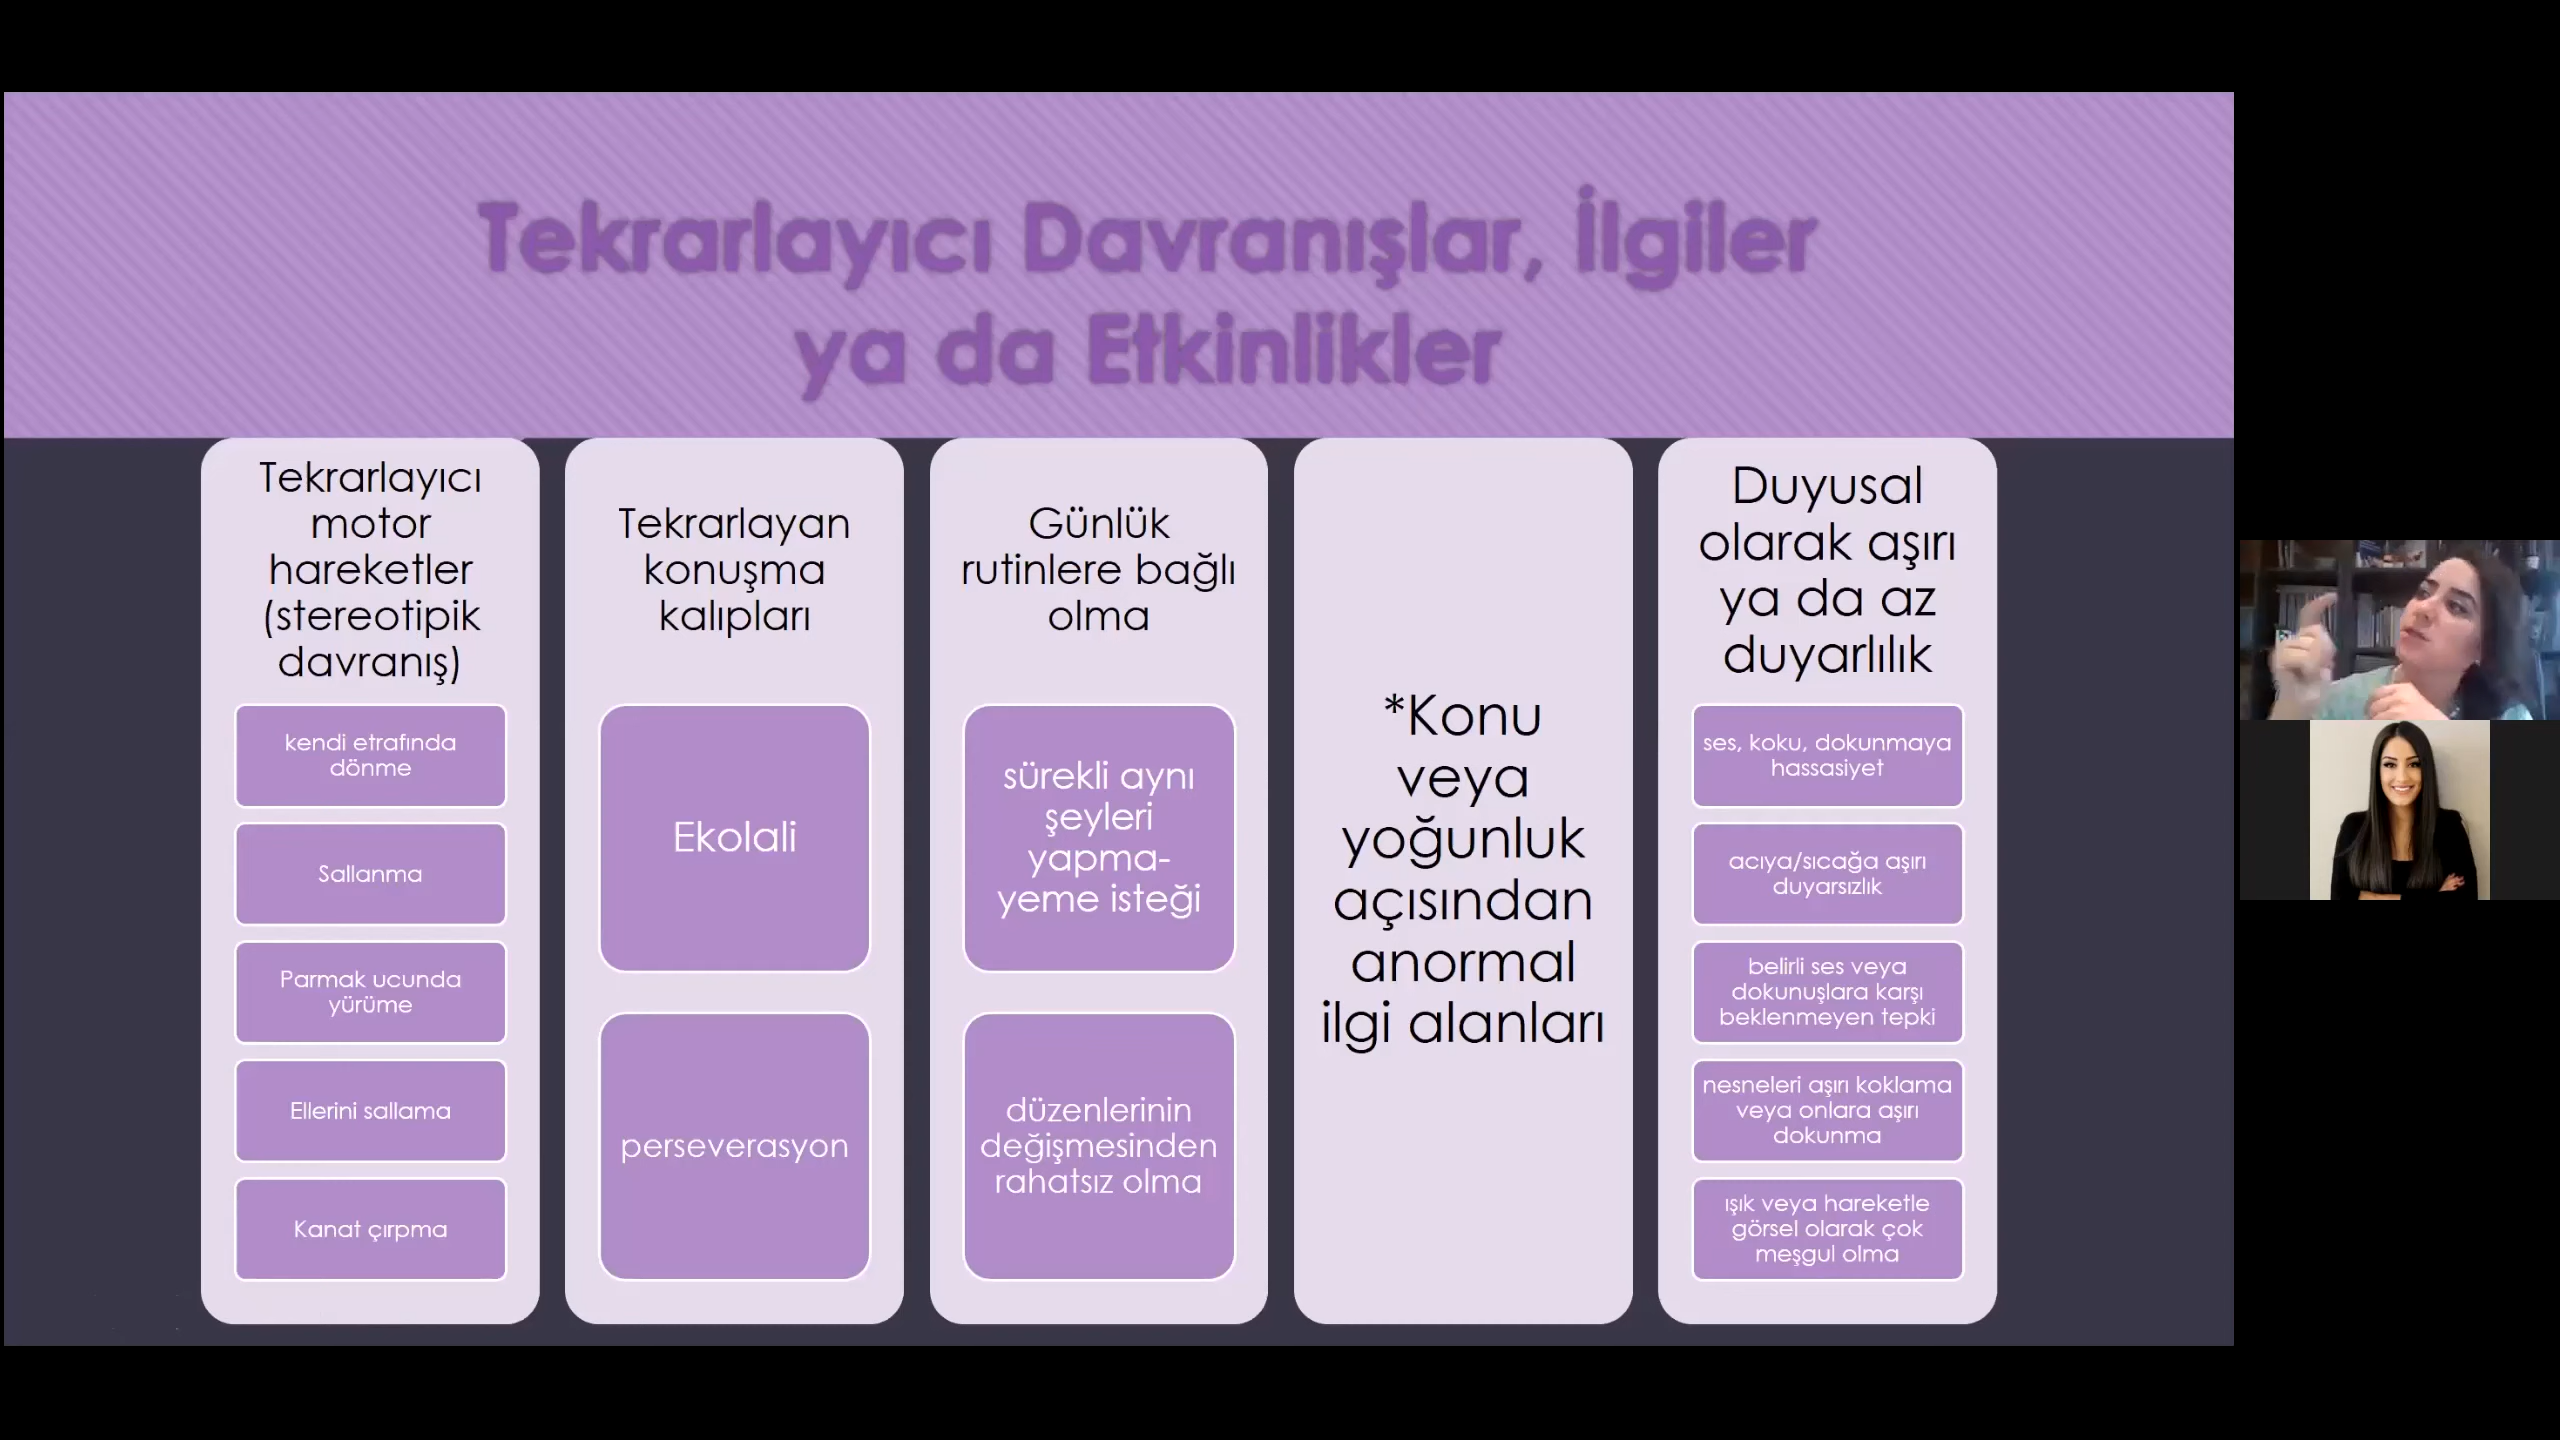 Tekrarlayıcı Davranışlar, İlgiler
ya da Etkinlikler
Tekrarlayıcı
motor
hareketler
(stereotipik
davranış)
kendi etrafında
dönme
Sallanma
Parmak ucunda
yürüme
Ellerini sallama
Kanat çırpma
Tekrarlayan
konuşma
kalıpları
Ekolali
perseverasyon
Günlük
rutinlere bağlı
olma
sürekli aynı
şeyleri
yapma-
yeme isteği
düzenlerinin
değişmesinden
rahatsız olma
*Konu
veya
yoğunluk
açısından
anormal
ilgi alanları
Duyusal
olarak aşırı
ya da az
duyarlılık
ses, koku, dokunmaya
hassasiyet
acıya/sıcağa aşırı
duyarsızlık
belirli ses veya
dokunuşlara karşı
beklenmeyen tepki
nesneleri aşırı koklama
veya onlara aşırı
dokunma
ışık veya hareketle
görsel olarak çok
meşgul olma